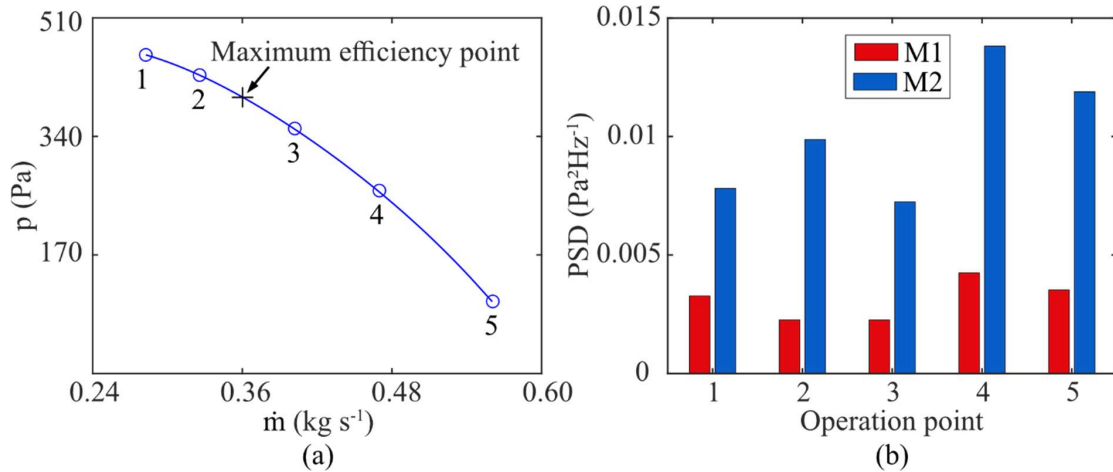 510
340
170
p (Pa)
Maximum efficiency point
1
2
3
4
5
0.24 0.36 0.48 0.60
ṁ (kg s⁻¹)
(a)
0.015
0.01
0.005
0
PSD (Pa²Hz⁻¹)
M1
M2
1 2 3 4 5
Operation point
(b)